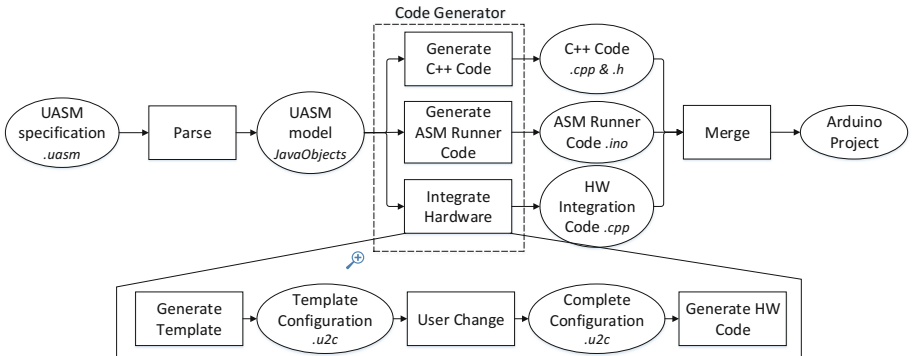 Code Generator
Generate
C++ Code
C++ Code
.cpp & .h
UASM
specification
.uasm
Parse
UASM
model
JavaObjects
Generate
ASM Runner
Code
ASM Runner
Code .ino
Merge
Arduino
Project
Integrate
Hardware
HW
Integration
Code .cpp
Generate
Template
Template
Configuration
.u2c
User Change
Complete
Configuration
.u2c
Generate HW
Code